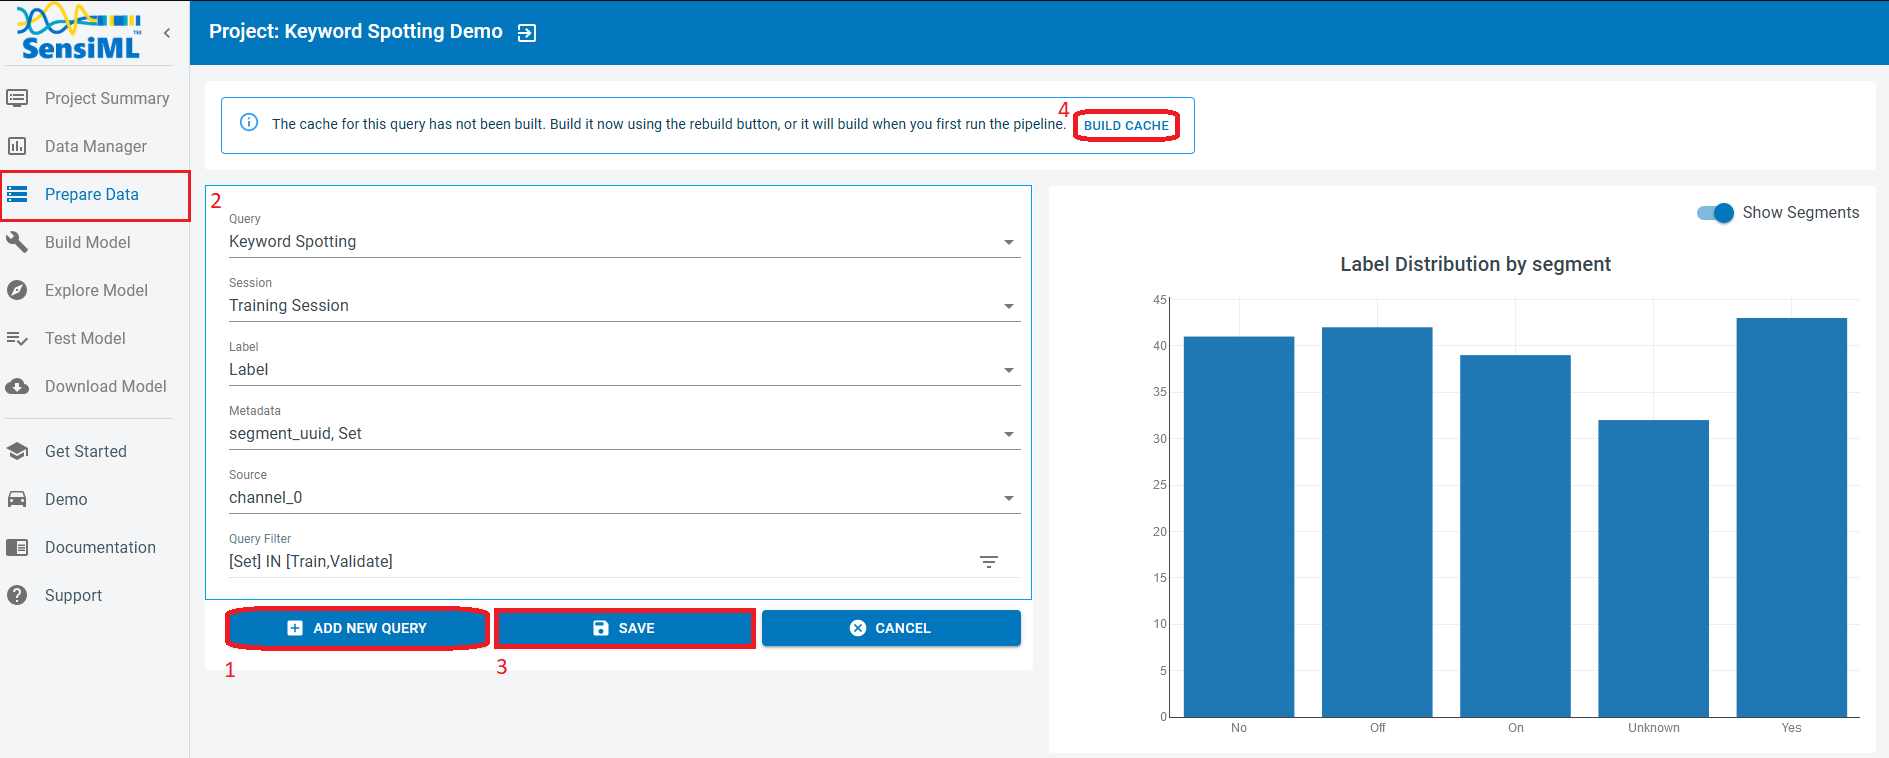 SensiML™
Project: Keyword Spotting Demo
Project Summary
Data Manager
Prepare Data
Build Model
Explore Model
Test Model
Download Model
Get Started
Demo
Documentation
Support
The cache for this query has not been built. Build it now using the rebuild button, or it will build when you first run the pipeline.
4
BUILD CACHE
2
Query
Keyword Spotting
Session
Training Session
Label
Label
Metadata
segment_uuid, Set
Source
channel_0
Query Filter
[Set] IN [Train,Validate]
ADD NEW QUERY
SAVE
CANCEL
1
3
Show Segments
Label Distribution by segment
45
40
35
30
25
20
15
10
5
0
No Off On Unknown Yes